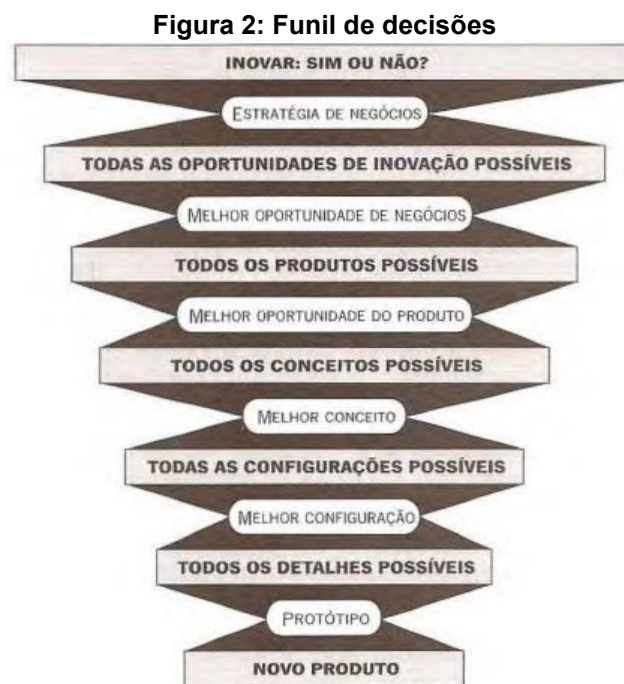 Figura 2: Funil de decisões
INOVAR: SIM OU NÃO?
ESTRATÉGIA DE NEGÓCIOS
TODAS AS OPORTUNIDADES DE INOVAÇÃO POSSÍVEIS
MELHOR OPORTUNIDADE DE NEGÓCIOS
TODOS OS PRODUTOS POSSÍVEIS
MELHOR OPORTUNIDADE DO PRODUTO
TODOS OS CONCEITOS POSSÍVEIS
MELHOR CONCEITO
TODAS AS CONFIGURAÇÕES POSSÍVEIS
MELHOR CONFIGURAÇÃO
TODOS OS DETALHES POSSÍVEIS
PROTÓTIPO
NOVO PRODUTO